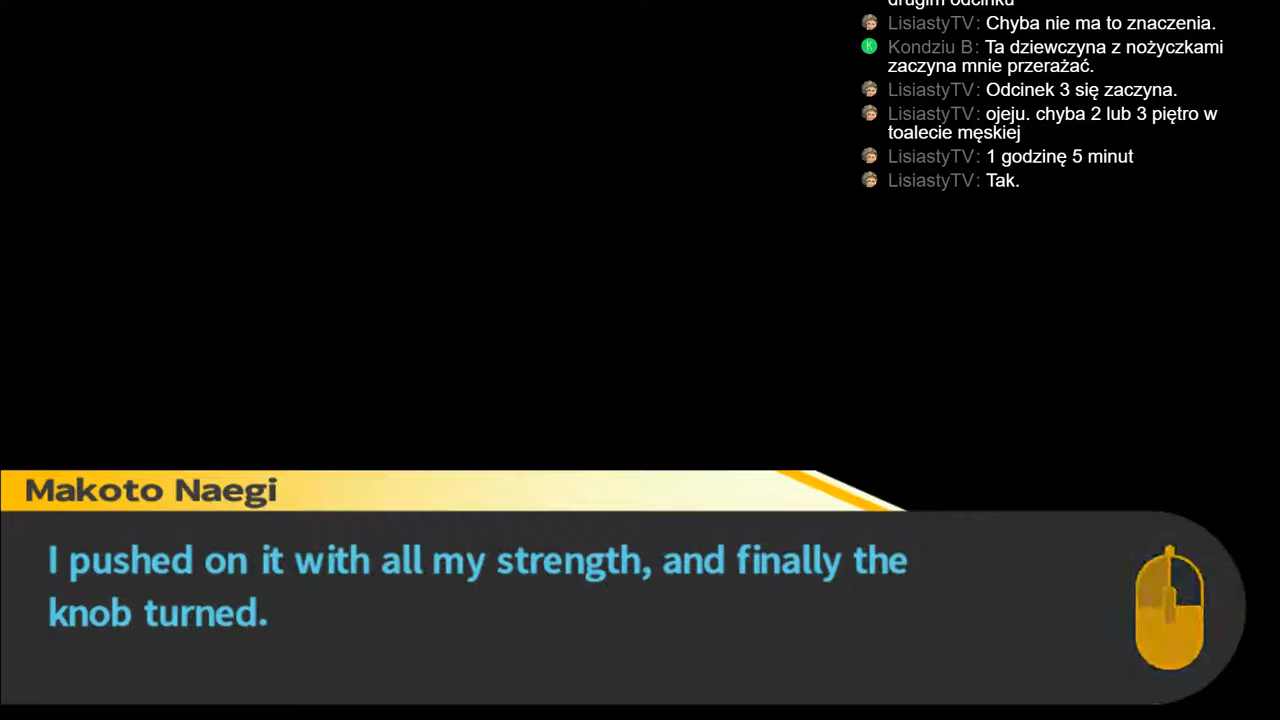 drugim odcinku
LisiastyTV: Chyba nie ma to znaczenia.
K Kondziu B: Ta dziewczyna z nożyczkami
zaczyna mnie przerażać.
LisiastyTV: Odcinek 3 się zaczyna.
LisiastyTV: ojeju. chyba 2 lub 3 piętro w
toalecie męskiej
LisiastyTV: 1 godzinę 5 minut
LisiastyTV: Tak.
Makoto Naegi
I pushed on it with all my strength, and finally the
knob turned.